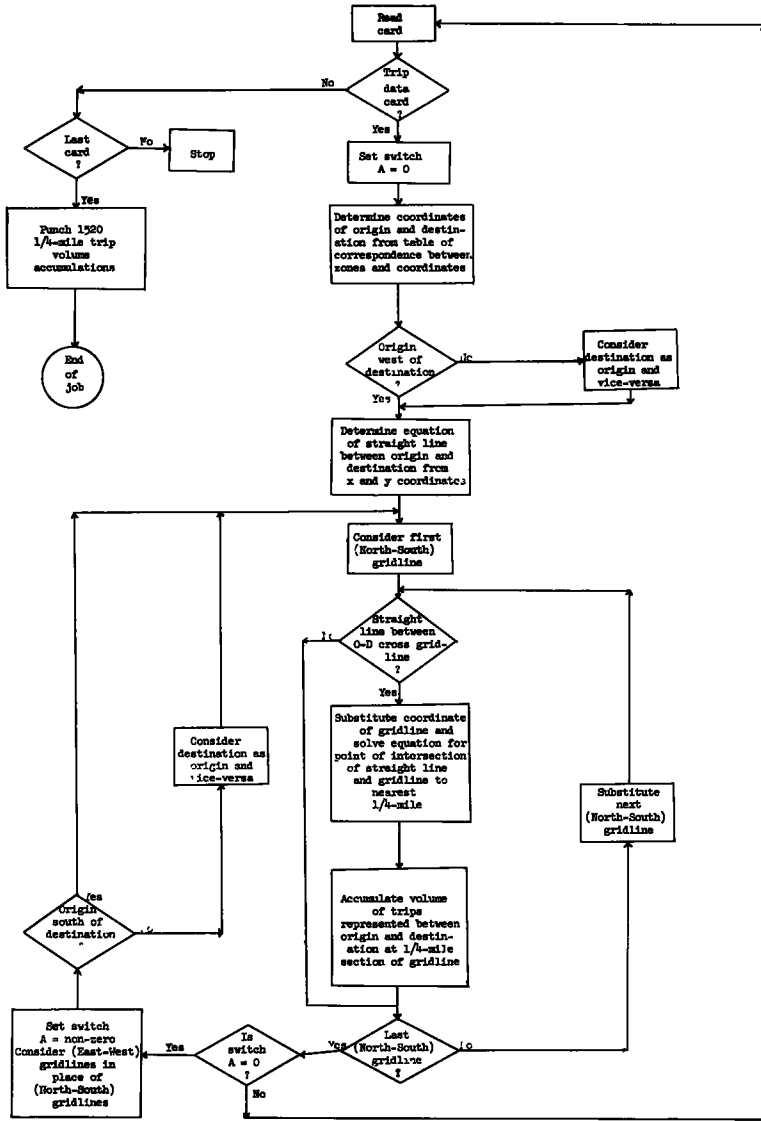 Read
card
Trip
data
card
?
No
Yes
Last
card
?
No
Stop
Yes
Set switch
A = 0
Punch 1520
1/4-mile trip
volume
accumulations
Determine coordinates
of origin and destin-
ation from table of
correspondence between
zones and coordinates
End
of
job
Origin
west of
destination
?
Yes
Consider
destination as
origin and
vice-versa
Determine equation
of straight line
between origin and
destination from
x and y coordinates
Consider first
(North-South)
gridline
Straight
line between
O-D cross grid-
line
?
Yes
Consider
destination as
origin and
vice-versa
Substitute coordinate
of gridline and
solve equation for
point of intersection
of straight line
and gridline to
nearest
1/4-mile
Substitute
next
(North-South)
gridline
Yes
Origin
south of
destination
Accumulate volume
of trips
represented between
origin and destin-
ation at 1/4-mile
section of gridline
Set switch
A = non-zero
Consider (East-West)
gridlines in
place of
(North-South)
gridlines
Yes
Is
switch
A = 0
?
No
Yes
Last
(North-South)
gridline
?